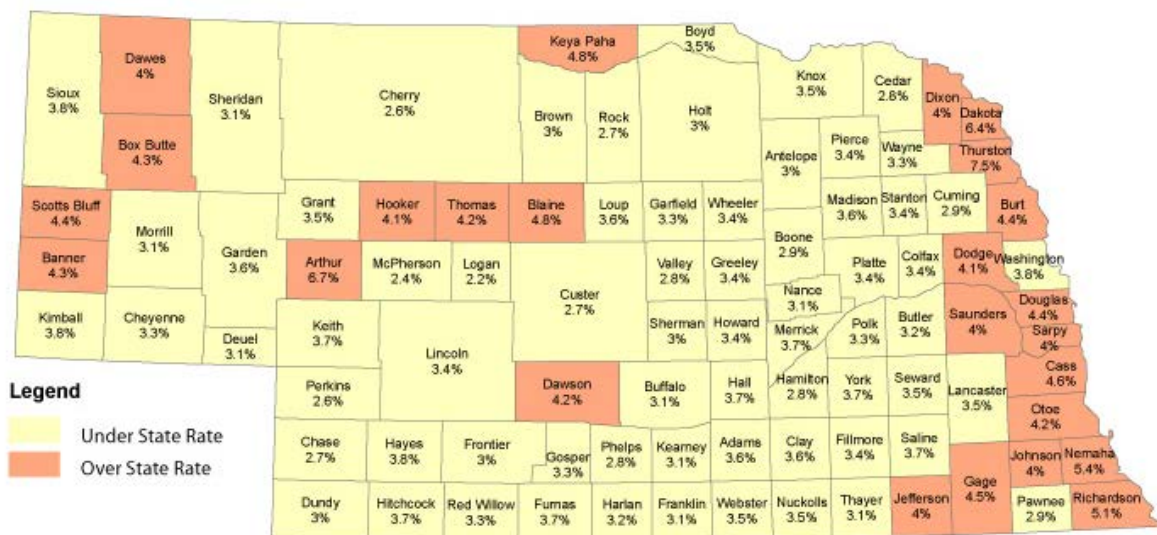 Keya Paha
4.8%
Boyd
3.5%
Dawes
4%
Sioux
3.8%
Sheridan
3.1%
Cherry
2.6%
Brown
3%
Rock
2.7%
Holt
3%
Knox
3.5%
Cedar
2.8%
Dixon
4%
Dakota
6.4%
Box Butte
4.3%
Antelope
3%
Pierce
3.4%
Wayne
3.3%
Thurston
7.5%
Scotts Bluff
4.4%
Morrill
3.1%
Garden
3.6%
Grant
3.5%
Hooker
4.1%
Thomas
4.2%
Blaine
4.8%
Loup
3.6%
Garfield
3.3%
Wheeler
3.4%
Madison
3.6%
Stanton
3.4%
Cuming
2.9%
Burt
4.4%
Banner
4.3%
Arthur
6.7%
McPherson
2.4%
Logan
2.2%
Custer
2.7%
Valley
2.8%
Greeley
3.4%
Boone
2.9%
Platte
3.4%
Colfax
3.4%
Dodge
4.1%
Washington
3.8%
Nance
3.1%
Kimball
3.8%
Cheyenne
3.3%
Deuel
3.1%
Keith
3.7%
Lincoln
3.4%
Sherman
3%
Howard
3.4%
Merrick
3.7%
Polk
3.3%
Butler
3.2%
Saunders
4%
Douglas
4.4%
Sarpy
4%
Perkins
2.6%
Dawson
4.2%
Buffalo
3.1%
Hall
3.7%
Hamilton
2.8%
York
3.7%
Seward
3.5%
Lancaster
3.5%
Cass
4.6%
Otoe
4.2%
Legend
Under State Rate
Over State Rate
Chase
2.7%
Hayes
3.8%
Frontier
3%
Gosper
3.3%
Phelps
2.8%
Kearney
3.1%
Adams
3.6%
Clay
3.6%
Fillmore
3.4%
Saline
3.7%
Gage
4.5%
Johnson
4%
Nemaha
5.4%
Dundy
3%
Hitchcock
3.7%
Red Willow
3.3%
Furnas
3.7%
Harlan
3.2%
Franklin
3.1%
Webster
3.5%
Nuckolls
3.5%
Thayer
3.1%
Jefferson
4%
Pawnee
2.9%
Richardson
5.1%